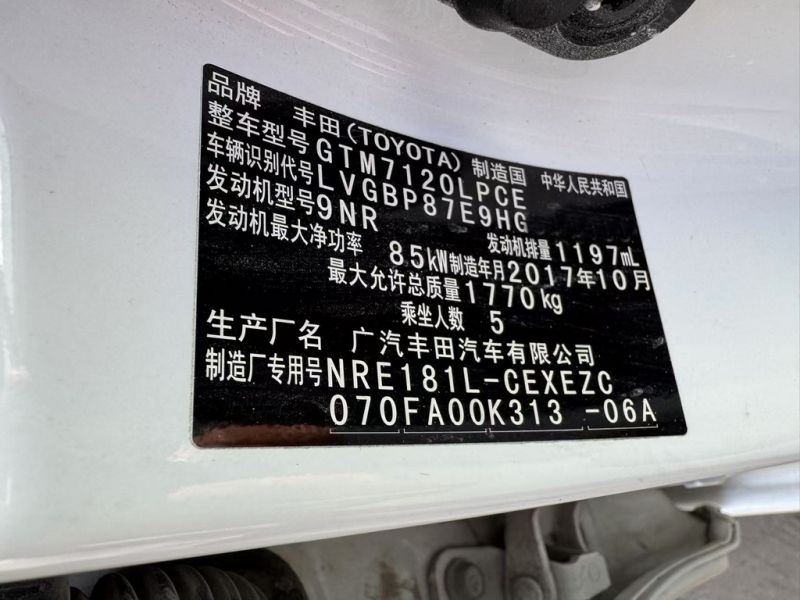 品牌 丰田(TOYOTA) 制造国 中华人民共和国
整车型号 GTM7120LPCE
车辆识别代号 LVGBP87E9HG
发动机型号 9NR 发动机排量 1197mL
发动机最大净功率 85kW 制造年月 2017年10月
最大允许总质量 1770kg
乘坐人数 5
生产厂名 广汽丰田汽车有限公司
制造厂专用号 NRE181L-CEXEZC
070FA00K313 -06A